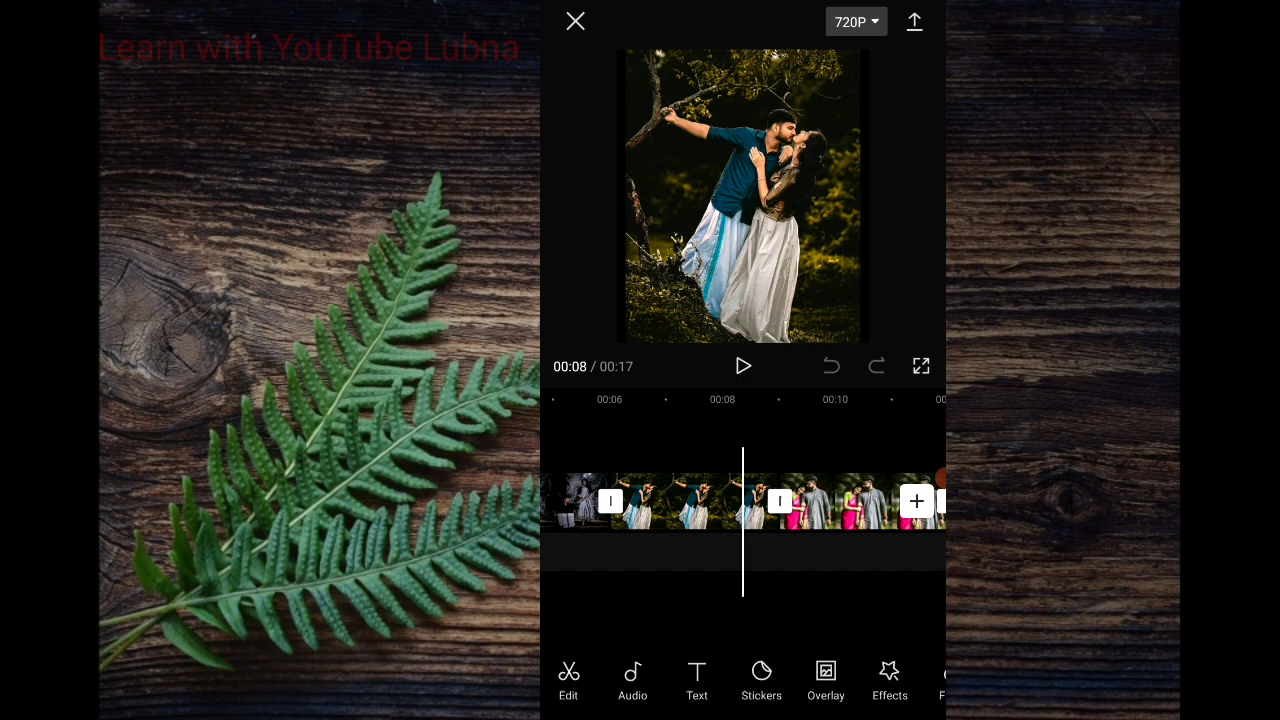 720P
Learn with YouTube Lubna
00:08 / 00:17
00:06 00:08 00:10 00
Edit Audio Text Stickers Overlay Effects F